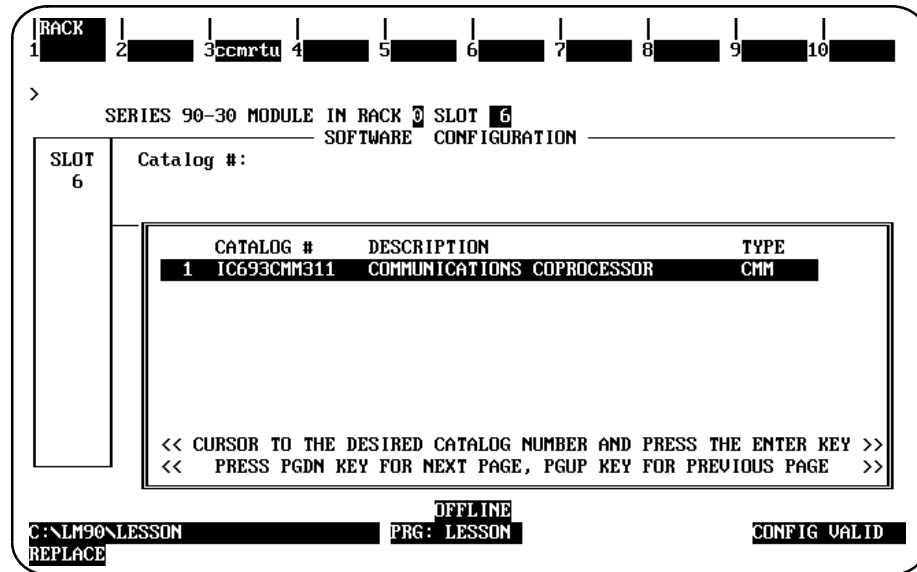 RACK
1 2 3ccmrtu 4 5 6 7 8 9 10
>
SERIES 90-30 MODULE IN RACK 0 SLOT 6
SOFTWARE CONFIGURATION
SLOT Catalog #:
6
CATALOG # DESCRIPTION TYPE
1 IC693CMM311 COMMUNICATIONS COPROCESSOR CMM
<< CURSOR TO THE DESIRED CATALOG NUMBER AND PRESS THE ENTER KEY >>
<< PRESS PGDN KEY FOR NEXT PAGE, PGUP KEY FOR PREVIOUS PAGE >>
OFFLINE
C:\LM90\LESSON PRG: LESSON CONFIG VALID
REPLACE